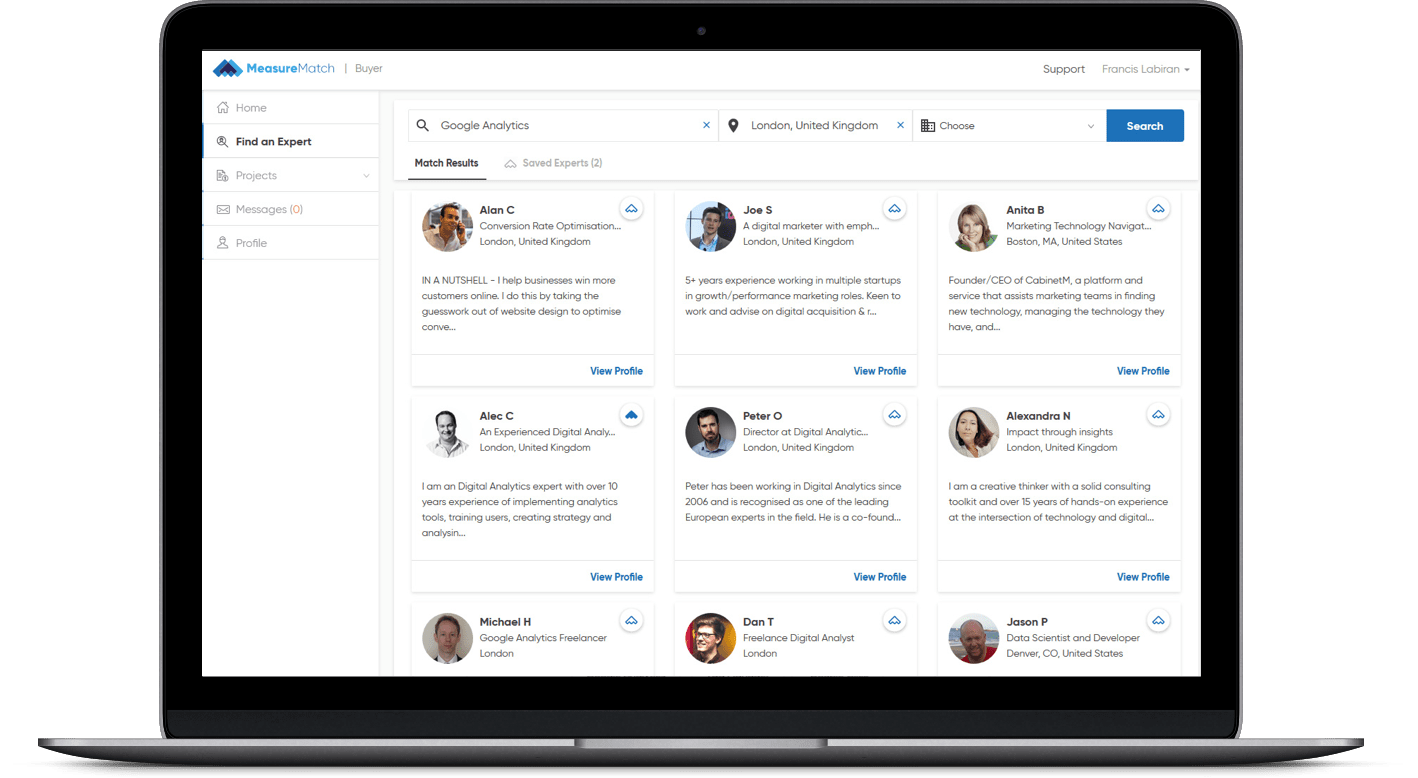 MeasureMatch | Buyer
Support Francis Labiran
Home
Find an Expert
Projects
Messages (0)
Profile
Google Analytics
London, United Kingdom
Choose
Search
Match Results
Saved Experts (2)
Alan C
Conversion Rate Optimisation...
London, United Kingdom
IN A NUTSHELL - I help businesses win more
customers online. I do this by taking the
guesswork out of website design to optimise
conve...
View Profile
Joe S
A digital marketer with emph...
London, United Kingdom
5+ years experience working in multiple startups
in growth/performance marketing roles. Keen to
work and advise on digital acquisition & r...
View Profile
Anita B
Marketing Technology Navigat...
Boston, MA, United States
Founder/CEO of CabinetM, a platform and
service that assists marketing teams in finding
new technology, managing the technology they
have, and...
View Profile
Alec C
An Experienced Digital Analy...
London, United Kingdom
I am an Digital Analytics expert with over 10
years experience of implementing analytics
tools, training users, creating strategy and
analysin...
View Profile
Peter O
Director at Digital Analytic...
London, United Kingdom
Peter has been working in Digital Analytics since
2006 and is recognised as one of the leading
European experts in the field. He is a co-found...
View Profile
Alexandra N
Impact through insights
London, United Kingdom
I am a creative thinker with a solid consulting
toolkit and over 15 years of hands-on experience
at the intersection of technology and digital...
View Profile
Michael H
Google Analytics Freelancer
London
Dan T
Freelance Digital Analyst
London
Jason P
Data Scientist and Developer
Denver, CO, United States